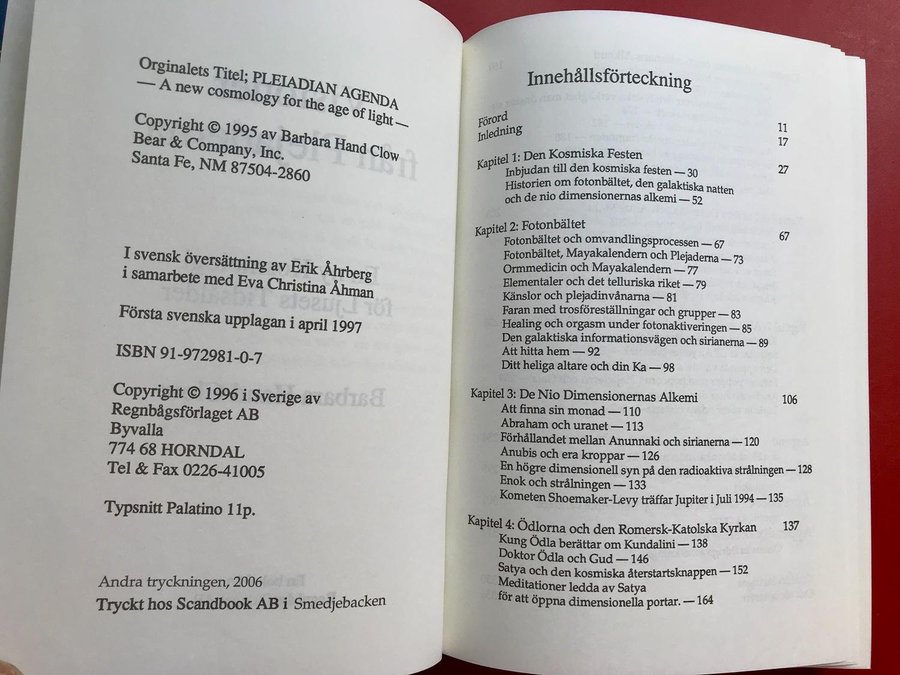 Orginalets Titel; PLEIADIAN AGENDA
— A new cosmology for the age of light —
Copyright © 1995 av Barbara Hand Clow
Bear & Company, Inc.
Santa Fe, NM 87504-2860
I svensk översättning av Erik Åhrberg
i samarbete med Eva Christina Åhman
Första svenska upplagan i april 1997
ISBN 91-972981-0-7
Copyright © 1996 i Sverige av
Regnbågsförlaget AB
Byvalla
774 68 HORNDAL
Tel & Fax 0226-41005
Typsnitt Palatino 11p.
Andra tryckningen, 2006
Tryckt hos Scandbook AB i Smedjebacken
Innehållsförteckning
Förord 11
Inledning 17
Kapitel 1: Den Kosmiska Festen 27
Inbjudan till den kosmiska festen — 30
Historien om fotonbältet, den galaktiska natten
och de nio dimensionernas alkemi — 52
Kapitel 2: Fotonbältet 67
Fotonbältet och omvandlingsprocessen — 67
Fotonbältet, Mayakalendern och Plejaderna — 73
Ormmedicin och Mayakalendern — 77
Elementaler och det telluriska riket — 79
Känslor och plejadinvånarna — 81
Faran med trosföreställningar och grupper — 83
Healing och orgasm under fotonaktiveringen — 85
Den galaktiska informationsvägen och sirianerna — 89
Att hitta hem — 92
Ditt heliga altare och din Ka — 98
Kapitel 3: De Nio Dimensionernas Alkemi 106
Att finna sin monad — 110
Abraham och uranet — 113
Förhållandet mellan Anunnaki och sirianerna — 120
Anubis och era kroppar — 126
En högre dimensionell syn på den radioaktiva strålningen — 128
Enok och strålningen — 133
Kometen Shoemaker-Levy träffar Jupiter i Juli 1994 — 135
Kapitel 4: Ödlorna och den Romersk-Katolska Kyrkan 137
Kung Ödla berättar om Kundalini — 138
Doktor Ödla och Gud — 146
Satya och den kosmiska återstartsknappen — 152
Meditationer ledda av Satya
för att öppna dimensionella portar. — 164